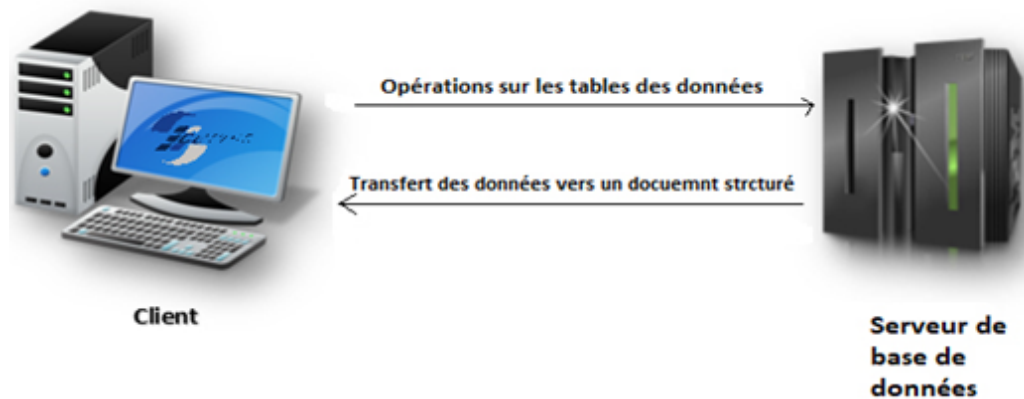 Opérations sur les tables des données
Transfert des données vers un docuemnt strcturé
Client
Serveur de
base de
données